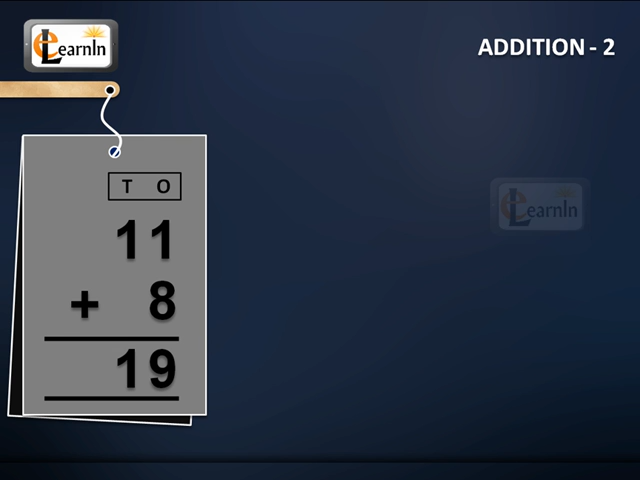 eLearnIn
ADDITION - 2
T O
11
+ 8
19
eLearnIn